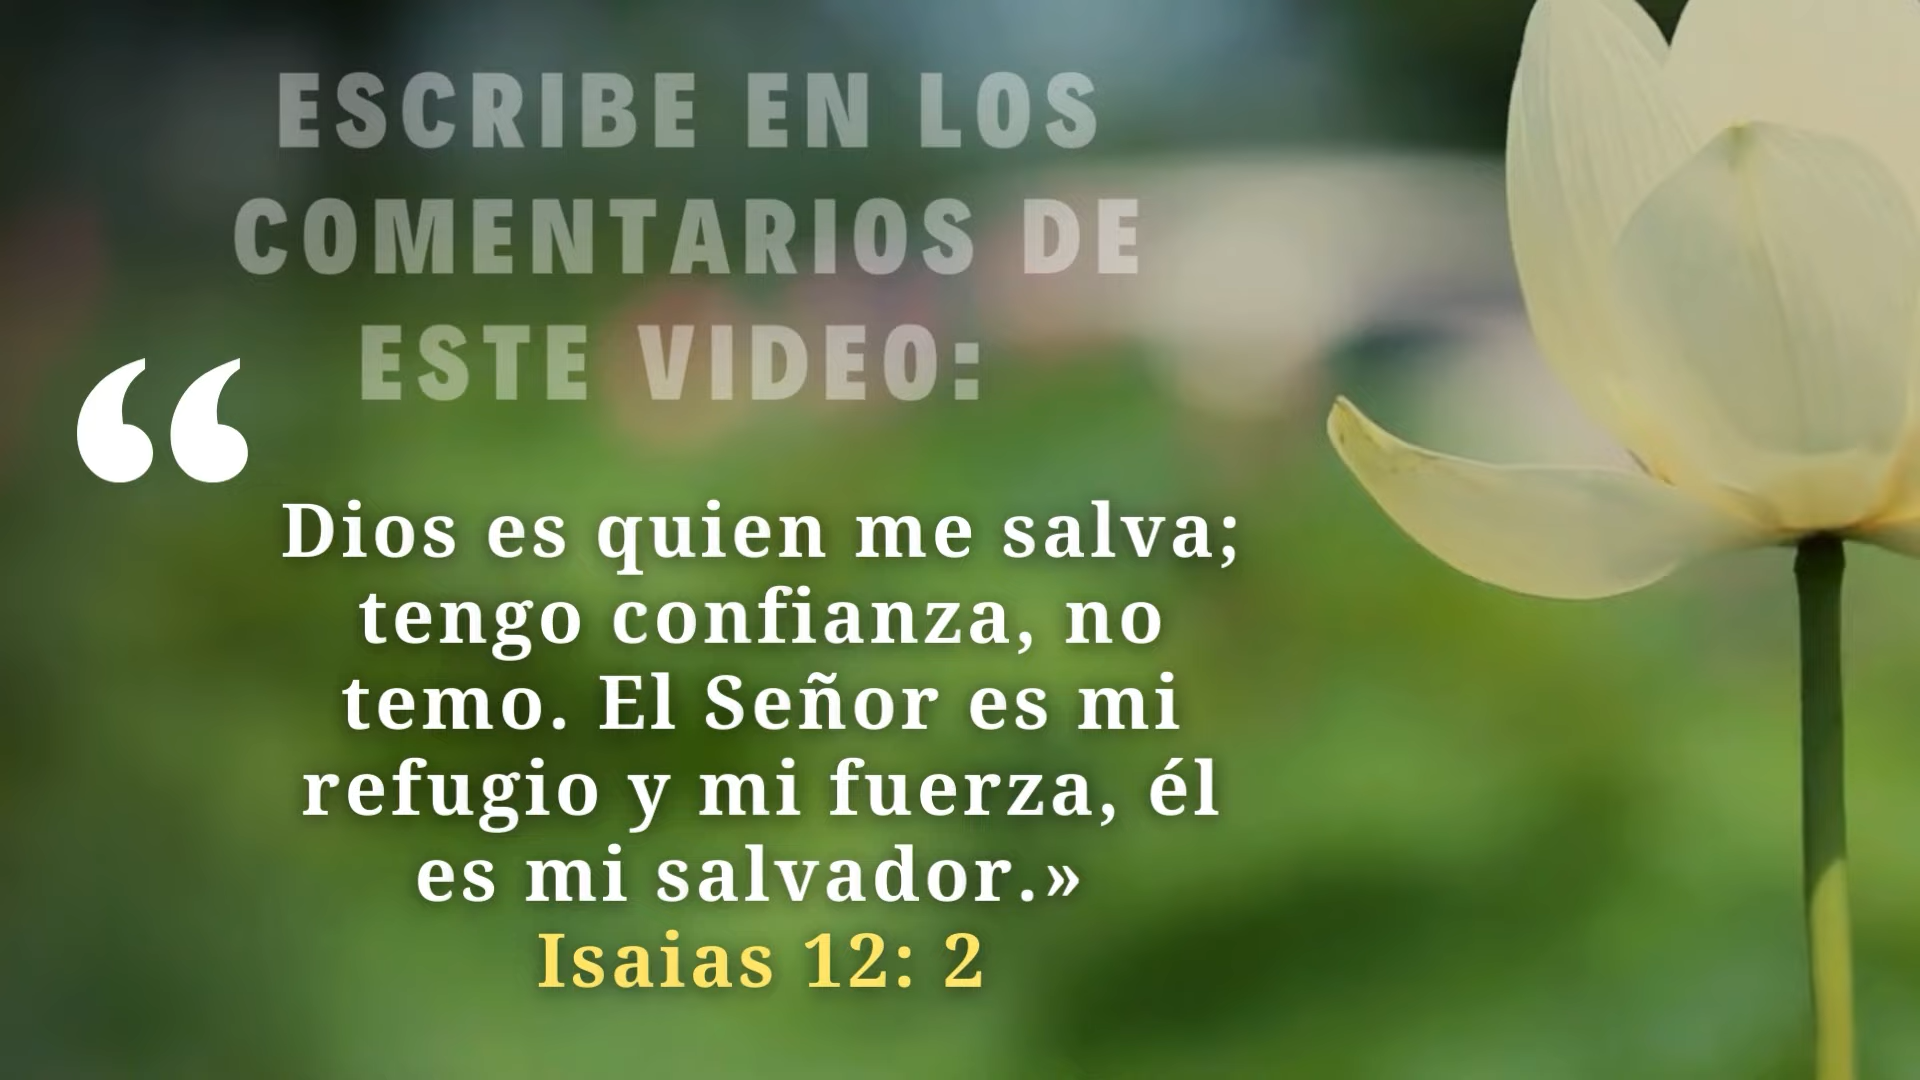 ESCRIBE EN LOS
COMENTARIOS DE
ESTE VIDEO:
“
Dios es quien me salva;
tengo confianza, no
temo. El Señor es mi
refugio y mi fuerza, él
es mi salvador.»
Isaias 12: 2